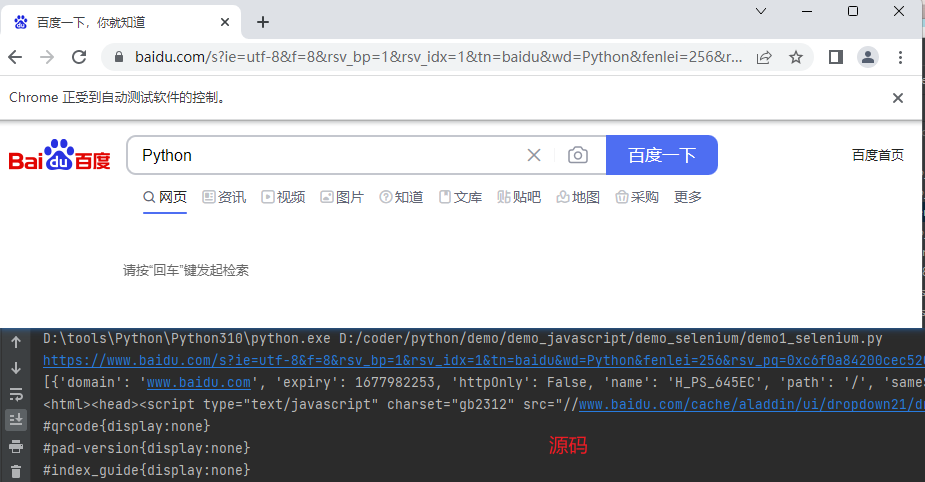 百度一下，你就知道
baidu.com/s?ie=utf-8&f=8&rsv_bp=1&rsv_idx=1&tn=baidu&wd=Python&fenlei=256&r...
Chrome 正受到自动测试软件的控制。
Bai du 百度 Python 百度一下 百度首页
网页 资讯 视频 图片 知道 文库 贴吧 地图 采购 更多
请按“回车”键发起检索
D:\tools\Python\Python310\python.exe D:/coder/python/demo/demo_javascript/demo_selenium/demo1_selenium.py
https://www.baidu.com/s?ie=utf-8&f=8&rsv_bp=1&rsv_idx=1&tn=baidu&wd=Python&fenlei=256&rsv_pq=0xc6f0a84200cec52
[{'domain': 'www.baidu.com', 'expiry': 1677982253, 'httpOnly': False, 'name': 'H_PS_645EC', 'path': '/', 'same
<html><head><script type="text/javascript" charset="gb2312" src="//www.baidu.com/cache/aladdin/ui/dropdown21/d
#qrcode{display:none}
#pad-version{display:none}
源码
#index_guide{display:none}